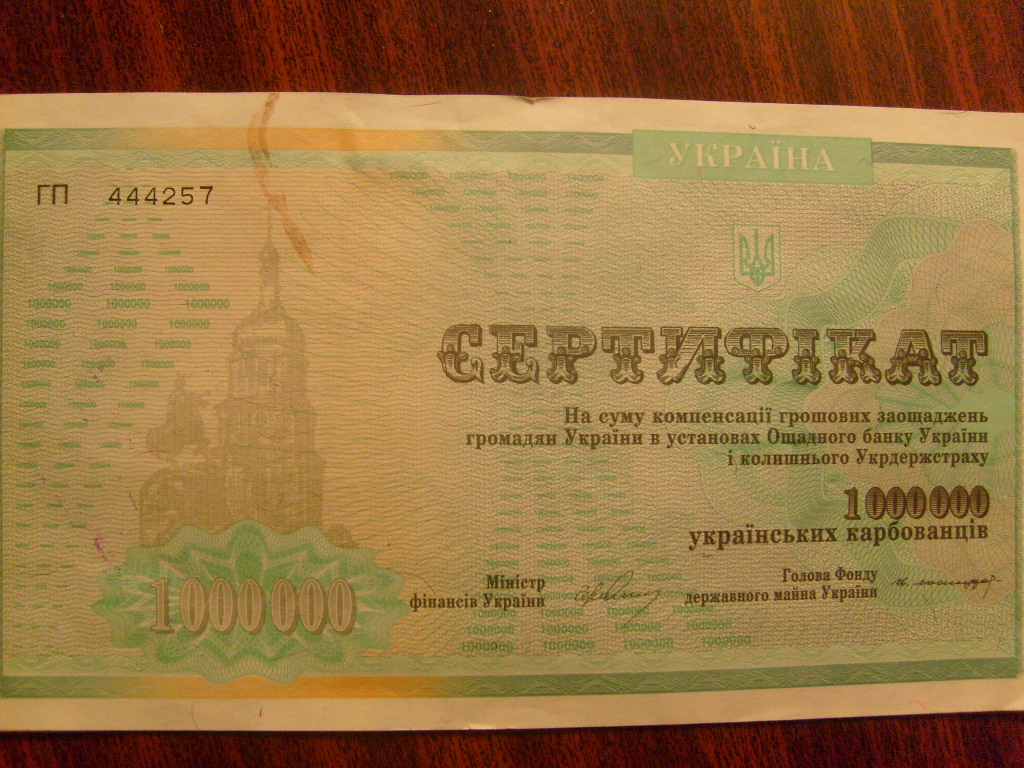 УКРАЇНА
ГП 444257
СЕРТИФІКАТ
На суму компенсації грошових заощаджень
громадян України в установах Ощадного банку України
і колишнього Укрдержстраху
1000000
українських карбованців
Міністр
фінансів України
Голова Фонду
державного майна України
1000000